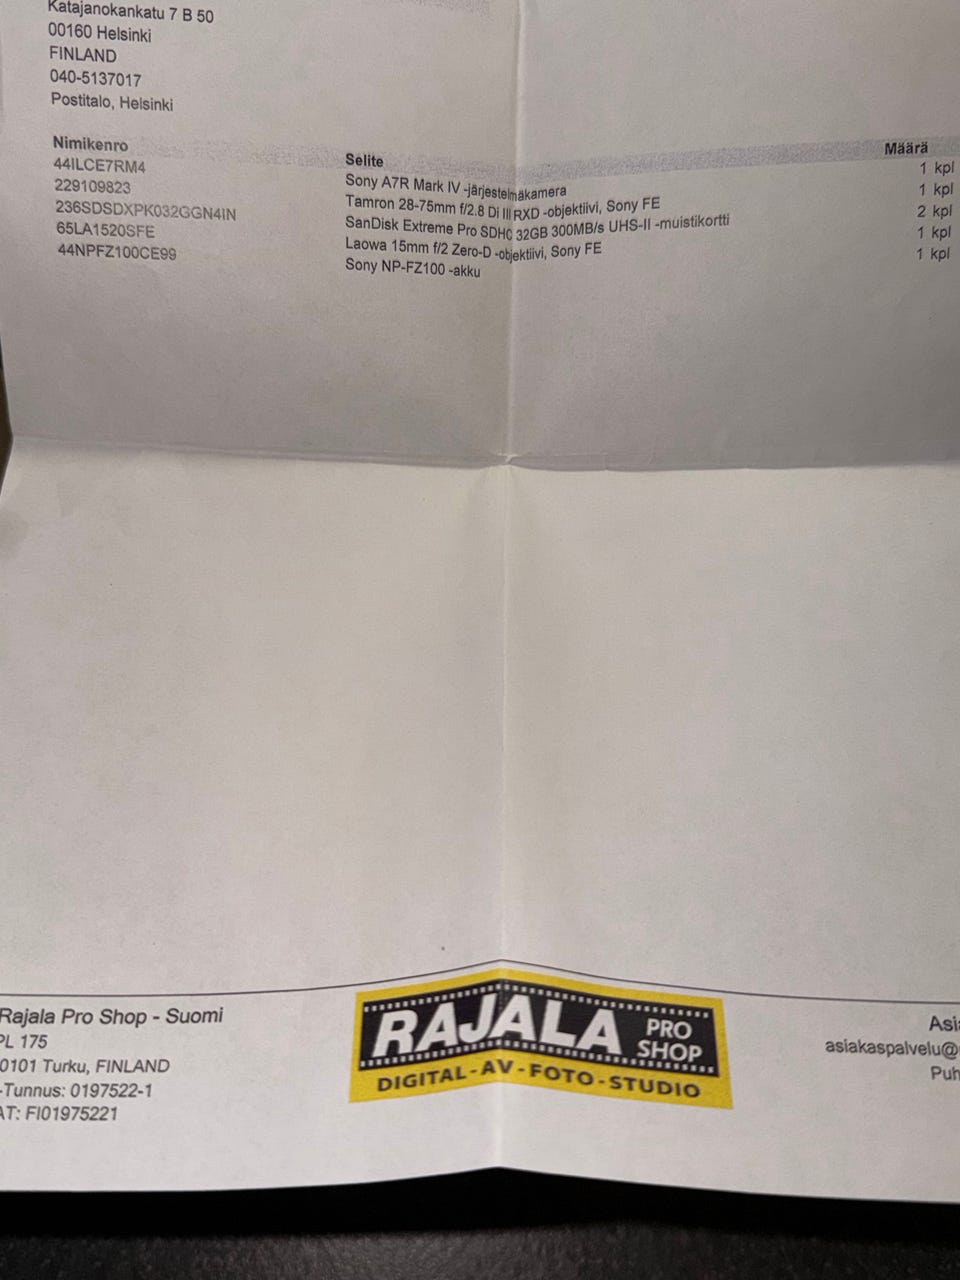 Katajanokankatu 7 B 50
00160 Helsinki
FINLAND
040-5137017
Postitalo, Helsinki
Nimikenro Selite Määrä
44ILCE7RM4 Sony A7R Mark IV -järjestelmäkamera 1 kpl
229109823 Tamron 28-75mm f/2.8 Di III RXD -objektiivi, Sony FE 1 kpl
236SDSDXPK032GGN4IN SanDisk Extreme Pro SDHC 32GB 300MB/s UHS-II -muistikortti 2 kpl
65LA1520SFE Laowa 15mm f/2 Zero-D -objektiivi, Sony FE 1 kpl
44NPFZ100CE99 Sony NP-FZ100 -akku 1 kpl
Rajala Pro Shop - Suomi
PL 175
0101 Turku, FINLAND
-Tunnus: 0197522-1
AT: FI01975221
RAJALA PRO SHOP
DIGITAL - AV - FOTO - STUDIO
Asia
asiakaspalvelu@
Puh